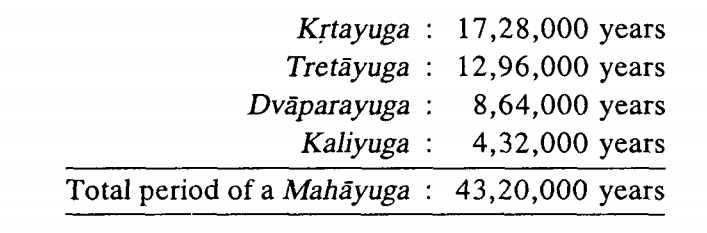 Kṛtayuga : 17,28,000 years
Tretāyuga : 12,96,000 years
Dvāparayuga : 8,64,000 years
Kaliyuga : 4,32,000 years
Total period of a Mahāyuga : 43,20,000 years